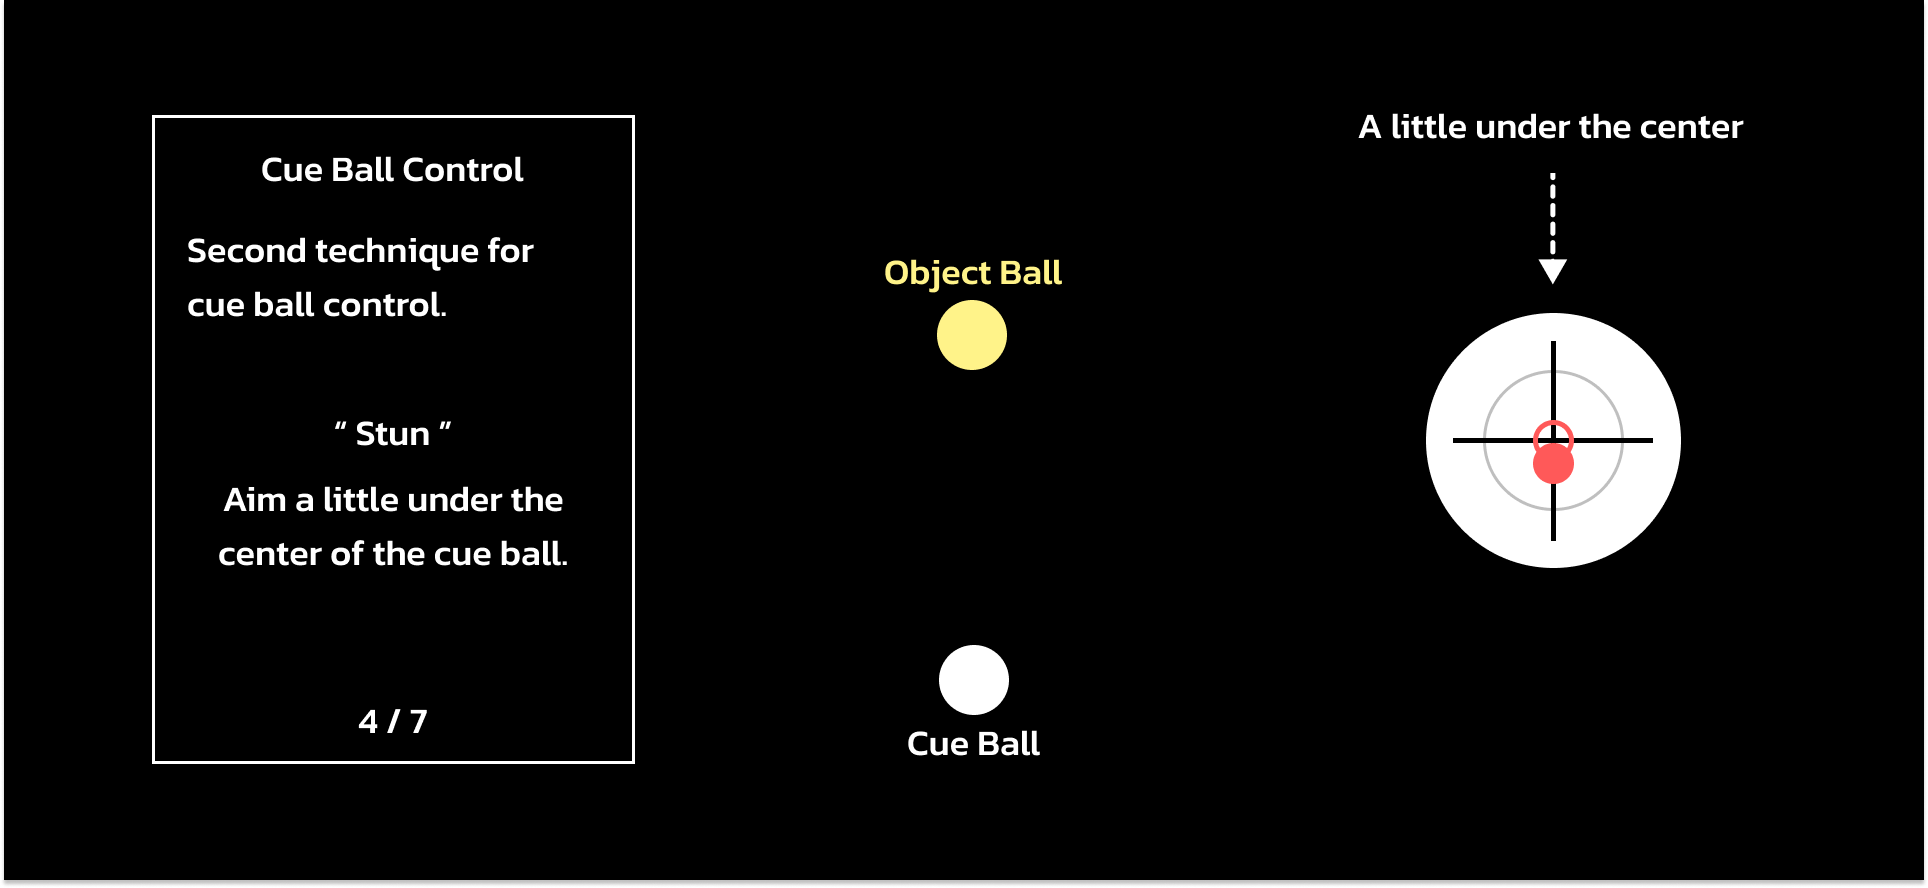 Cue Ball Control
Second technique for
cue ball control.
“ Stun ”
Aim a little under the
center of the cue ball.
4 / 7
Object Ball
Cue Ball
A little under the center